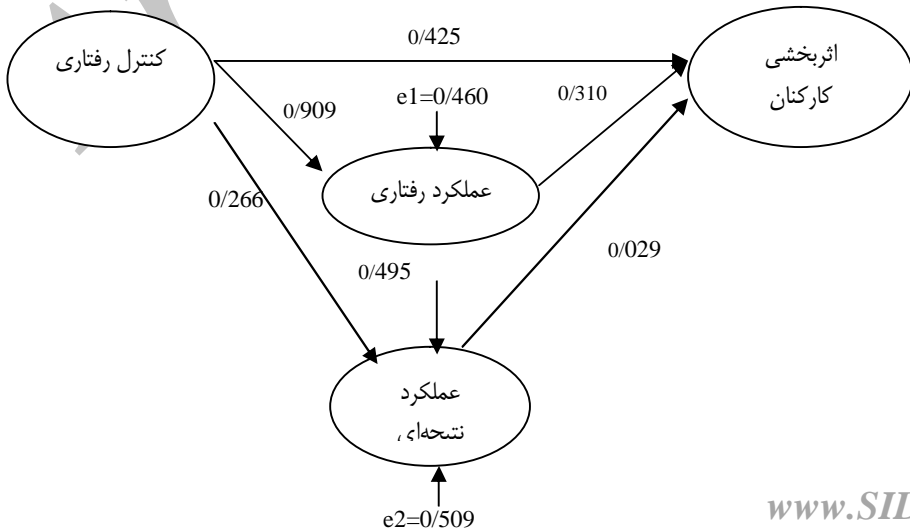 کنترل رفتاری
0/425
اثربخشی
کارکنان
0/909
e1=0/460
0/310
عملکرد رفتاری
0/266
0/029
0/495
عملکرد
نتیجه‌ای
e2=0/509
www.SIL